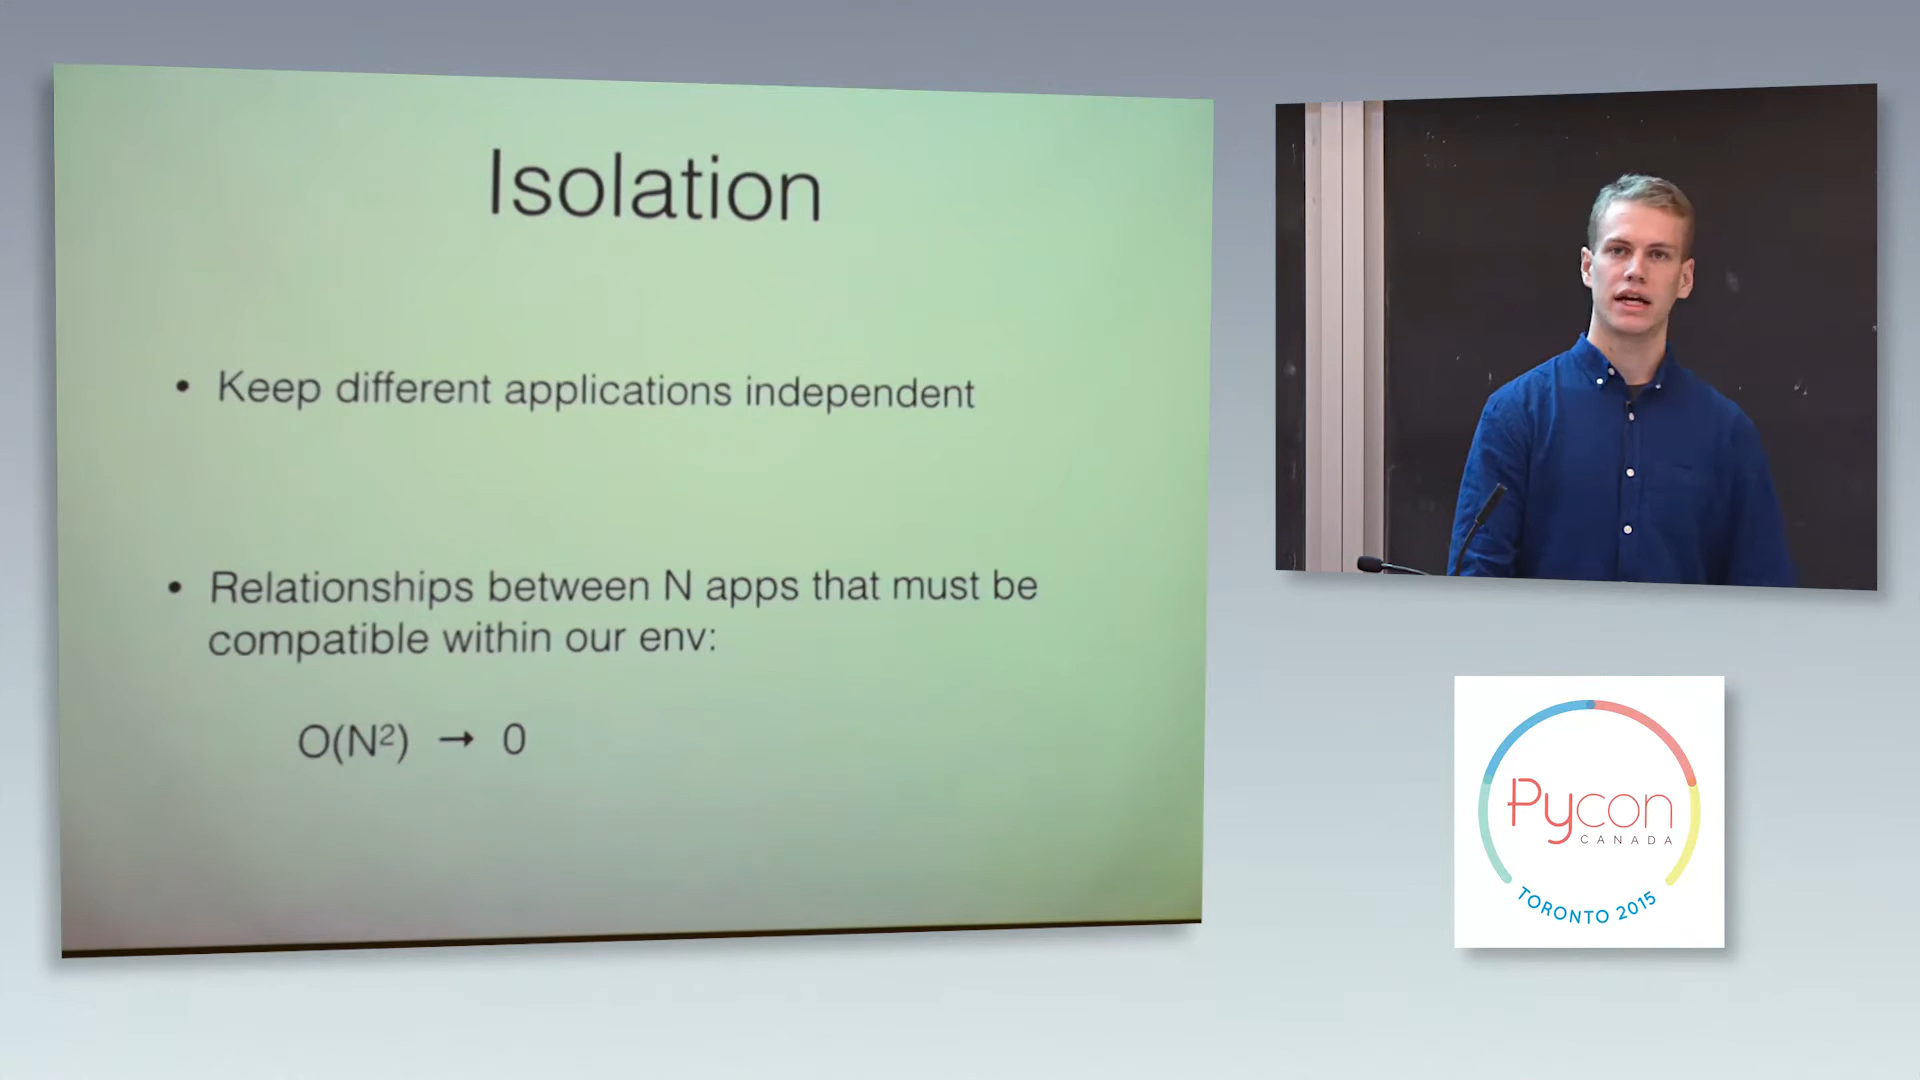 Isolation
• Keep different applications independent
• Relationships between N apps that must be
compatible within our env:
O(N²) → 0
Pycon
CANADA
TORONTO 2015